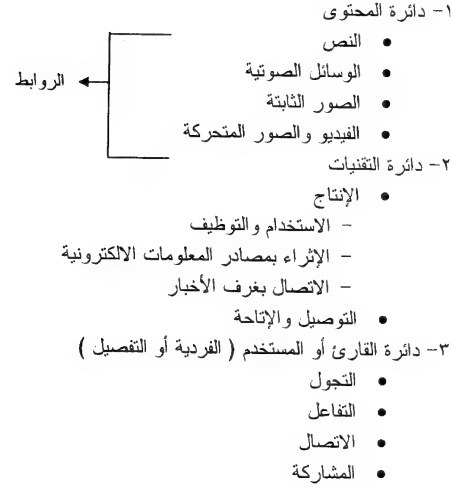 ١- دائرة المحتوى
• النص
• الوسائل الصوتية
الروابط
• الصور الثابتة
• الفيديو والصور المتحركة
٢- دائرة التقنيات
• الإنتاج
- الاستخدام والتوظيف
- الإثراء بمصادر المعلومات الالكترونية
- الاتصال بغرف الأخبار
• التوصيل والإتاحة
٣- دائرة القارئ أو المستخدم ( الفردية أو التفصيل )
• التجول
• التفاعل
• الاتصال
• المشاركة